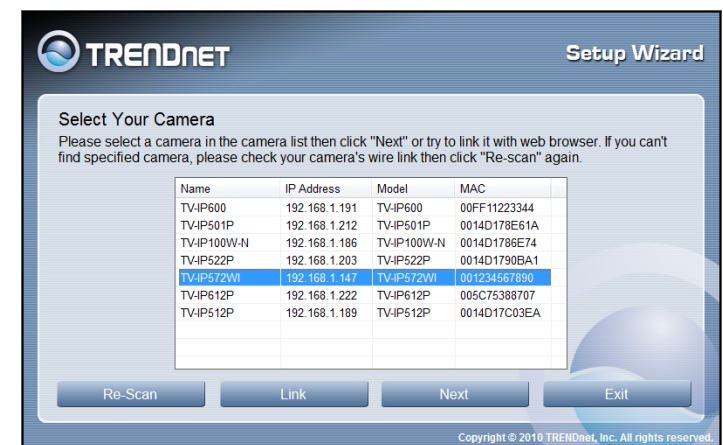 TRENDNET
Setup Wizard
Select Your Camera
Please select a camera in the camera list then click "Next" or try to link it with web browser. If you can't
find specified camera, please check your camera's wire link then click "Re-scan" again.
Name IP Address Model MAC
TV-IP600 192.168.1.191 TV-IP600 00FF11223344
TV-IP501P 192.168.1.212 TV-IP501P 0014D178E61A
TV-IP100W-N 192.168.1.186 TV-IP100W-N 0014D1786E74
TV-IP522P 192.168.1.203 TV-IP522P 0014D1790BA1
TV-IP572WI 192.168.1.147 TV-IP572WI 001234567890
TV-IP612P 192.168.1.222 TV-IP612P 005C75388707
TV-IP512P 192.168.1.189 TV-IP512P 0014D17C03EA
Re-Scan Link Next Exit
Copyright © 2010 TRENDnet, Inc. All rights reserved.